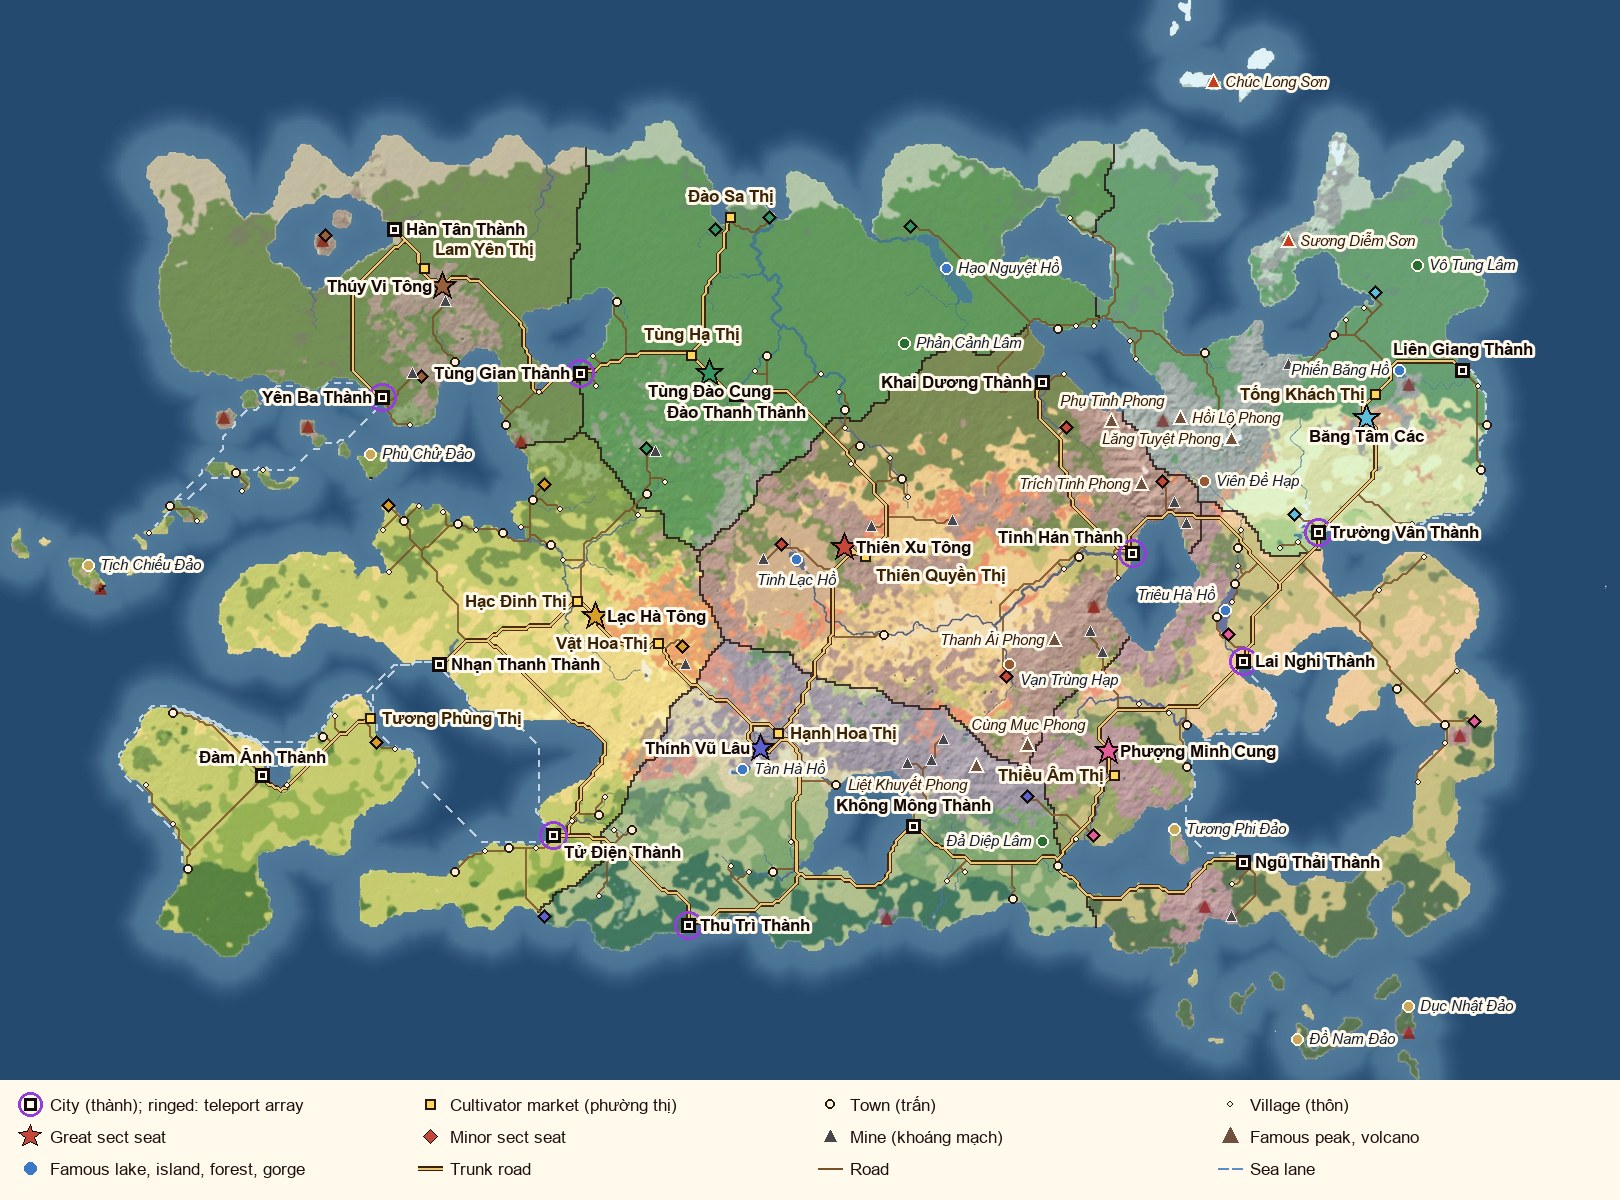 Chúc Long Sơn
Đào Sa Thị
Hàn Tân Thành
Lam Yên Thị
Sương Diễm Sơn
Vô Tung Lâm
Hạo Nguyệt Hồ
Thúy Vi Tông
Tùng Hạ Thị
Phản Cảnh Lâm
Liên Giang Thành
Tùng Gian Thành
Phiến Băng Hồ
Khai Dương Thành
Tùng Đào Cung
Yên Ba Thành
Tống Khách Thị
Phụ Tinh Phong
Đào Thanh Thành
Hồi Lộ Phong
Băng Tâm Các
Lăng Tuyệt Phong
Phù Chử Đảo
Viên Đề Hạp
Trích Tinh Phong
Trường Vân Thành
Tinh Hán Thành
Thiên Xu Tông
Tịch Chiếu Đảo
Thiên Quyền Thị
Tinh Lạc Hồ
Triêu Hà Hồ
Hạc Đinh Thị
Lạc Hà Tông
Thanh Ải Phong
Vật Hoa Thị
Lai Nghi Thành
Nhạn Thanh Thành
Vạn Trùng Hạp
Tương Phùng Thị
Cùng Mục Phong
Hạnh Hoa Thị
Thính Vũ Lâu
Phượng Minh Cung
Đàm Ảnh Thành
Tàn Hà Hồ
Thiều Âm Thị
Liệt Khuyết Phong
Không Mông Thành
Tương Phi Đảo
Đả Diệp Lâm
Tử Điện Thành
Ngũ Thải Thành
Thu Trì Thành
Dục Nhật Đảo
Đồ Nam Đảo
City (thành); ringed: teleport array
Cultivator market (phường thị)
Town (trấn)
Village (thôn)
Great sect seat
Minor sect seat
Mine (khoáng mạch)
Famous peak, volcano
Famous lake, island, forest, gorge
Trunk road
Road
Sea lane